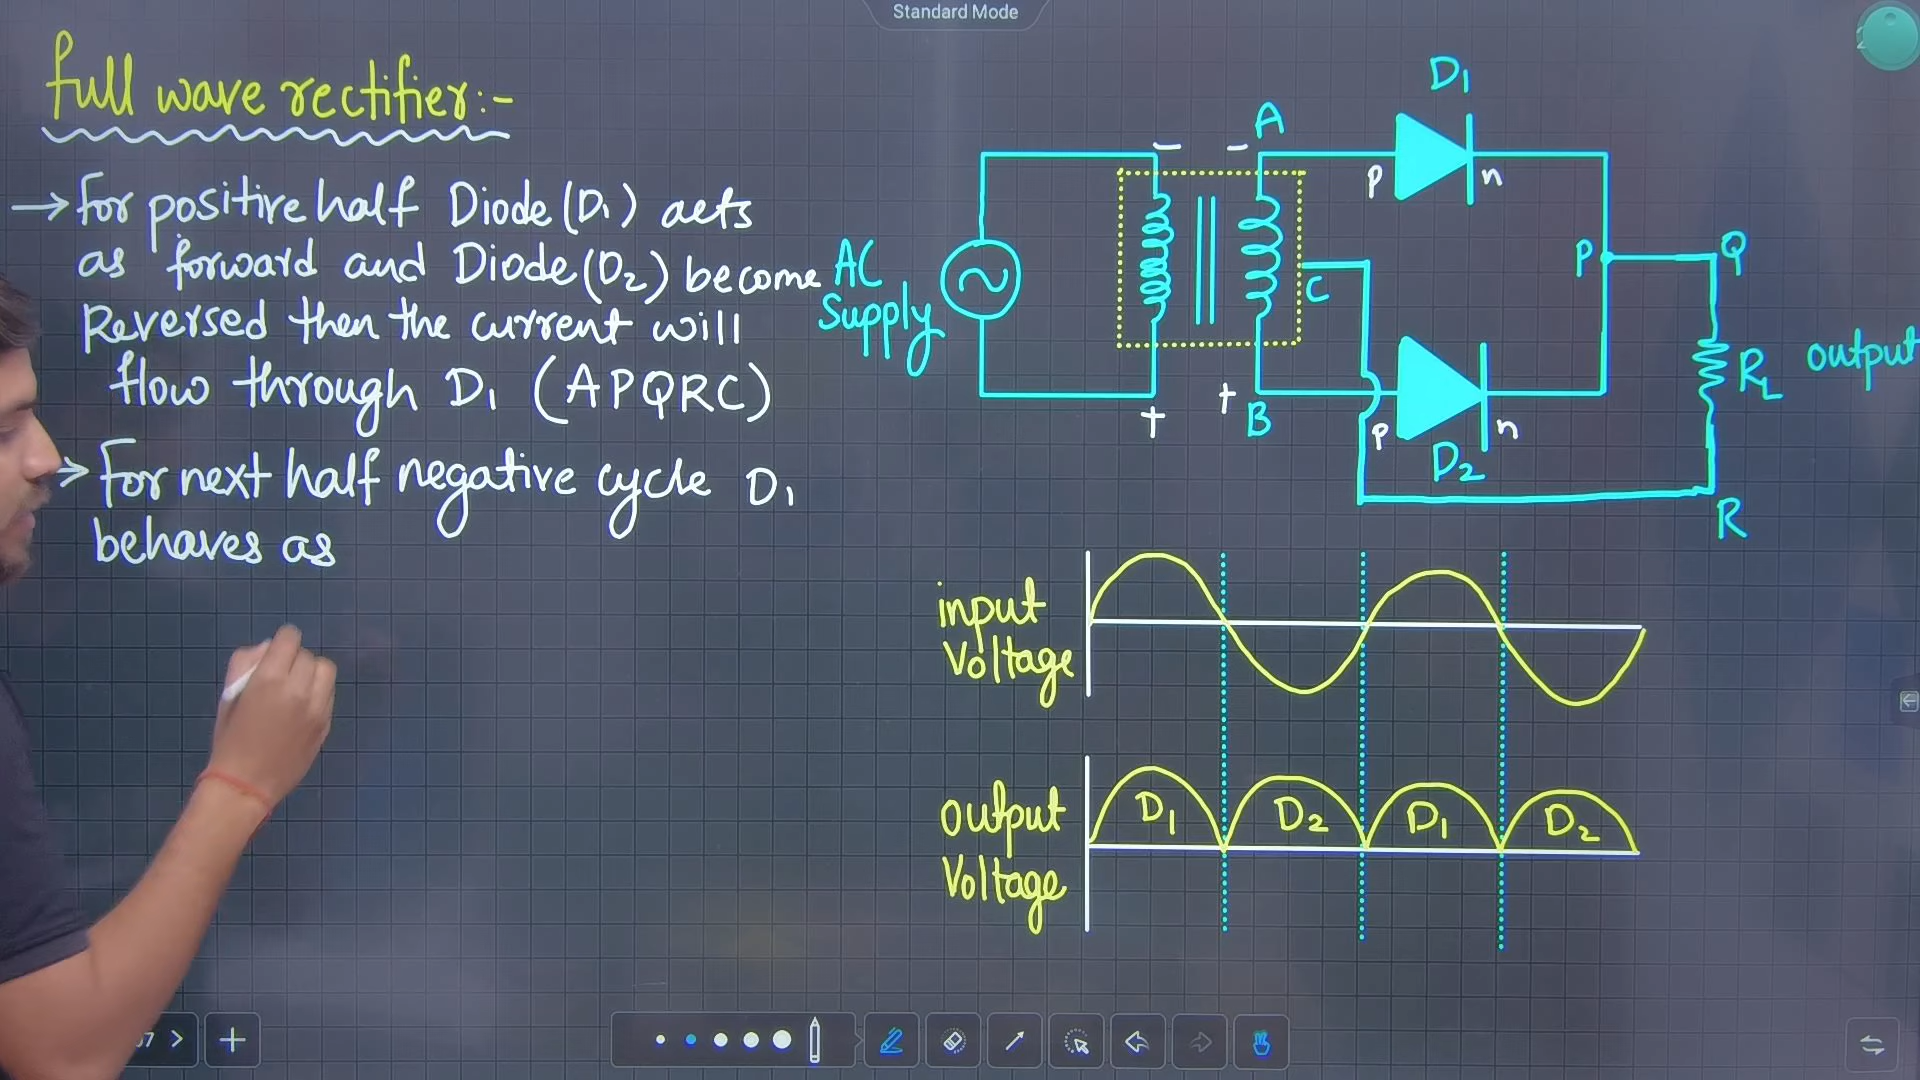 Standard Mode
full wave rectifier:-
→ for positive half Diode (D1) acts
as forward and Diode (D2) become
Reversed then the current will
flow through D1 (APQRC)
→ for next half negative cycle D1
behaves as
AC
Supply
-
-
+
+
A
B
C
D1
p
n
D2
p
n
P
Q
RL
output
R
input
Voltage
output
Voltage
D1
D2
D1
D2